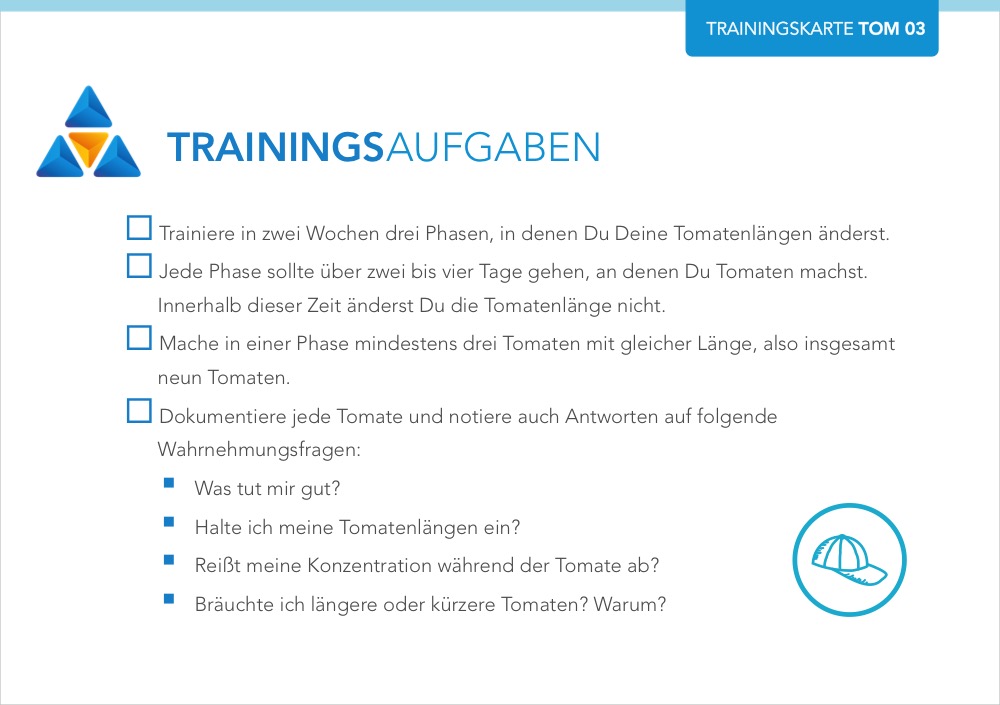 TRAININGSKARTE TOM 03
TRAININGSAUFGABEN
Trainiere in zwei Wochen drei Phasen, in denen Du Deine Tomatenlängen änderst.
Jede Phase sollte über zwei bis vier Tage gehen, an denen Du Tomaten machst.
Innerhalb dieser Zeit änderst Du die Tomatenlänge nicht.
Mache in einer Phase mindestens drei Tomaten mit gleicher Länge, also insgesamt
neun Tomaten.
Dokumentiere jede Tomate und notiere auch Antworten auf folgende
Wahrnehmungsfragen:
Was tut mir gut?
Halte ich meine Tomatenlängen ein?
Reißt meine Konzentration während der Tomate ab?
Bräuchte ich längere oder kürzere Tomaten? Warum?